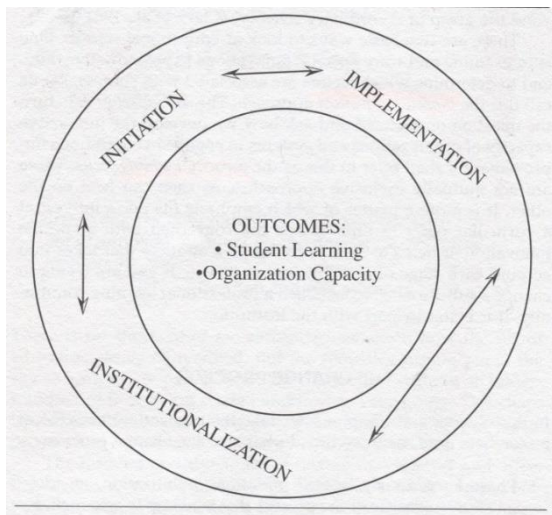 INITIATION
IMPLEMENTATION
OUTCOMES:
• Student Learning
•Organization Capacity
INSTITUTIONALIZATION